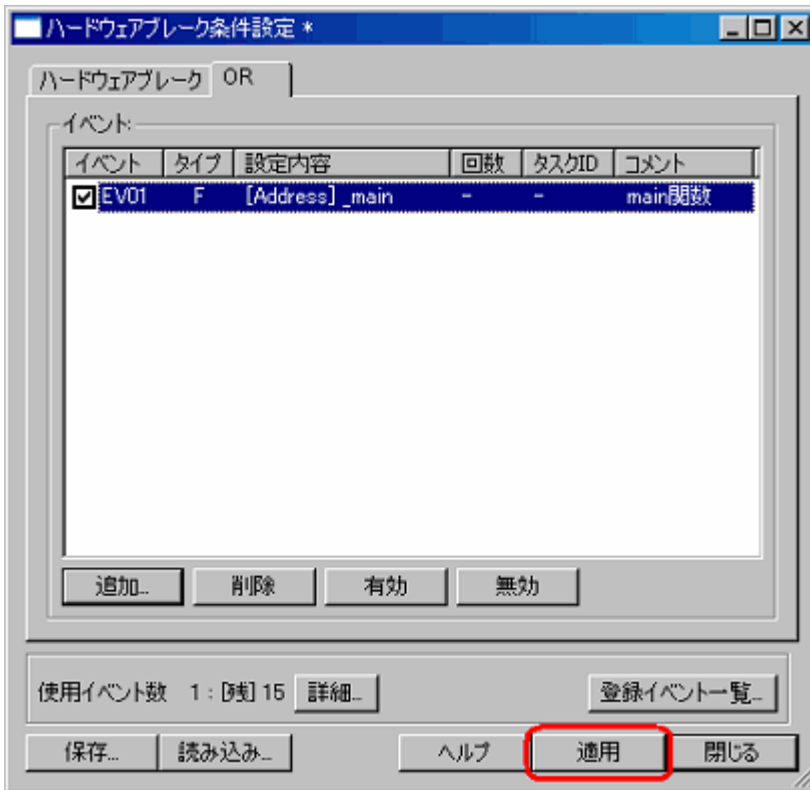 ハードウェアブレーク条件設定 *
ハードウェアブレーク OR
イベント:
イベント タイプ 設定内容 回数 タスクID コメント
EV01 F [Address] _main - - main関数
追加... 削除 有効 無効
使用イベント数 1 : [残] 15 詳細... 登録イベント一覧...
保存... 読み込み... ヘルプ 適用 閉じる